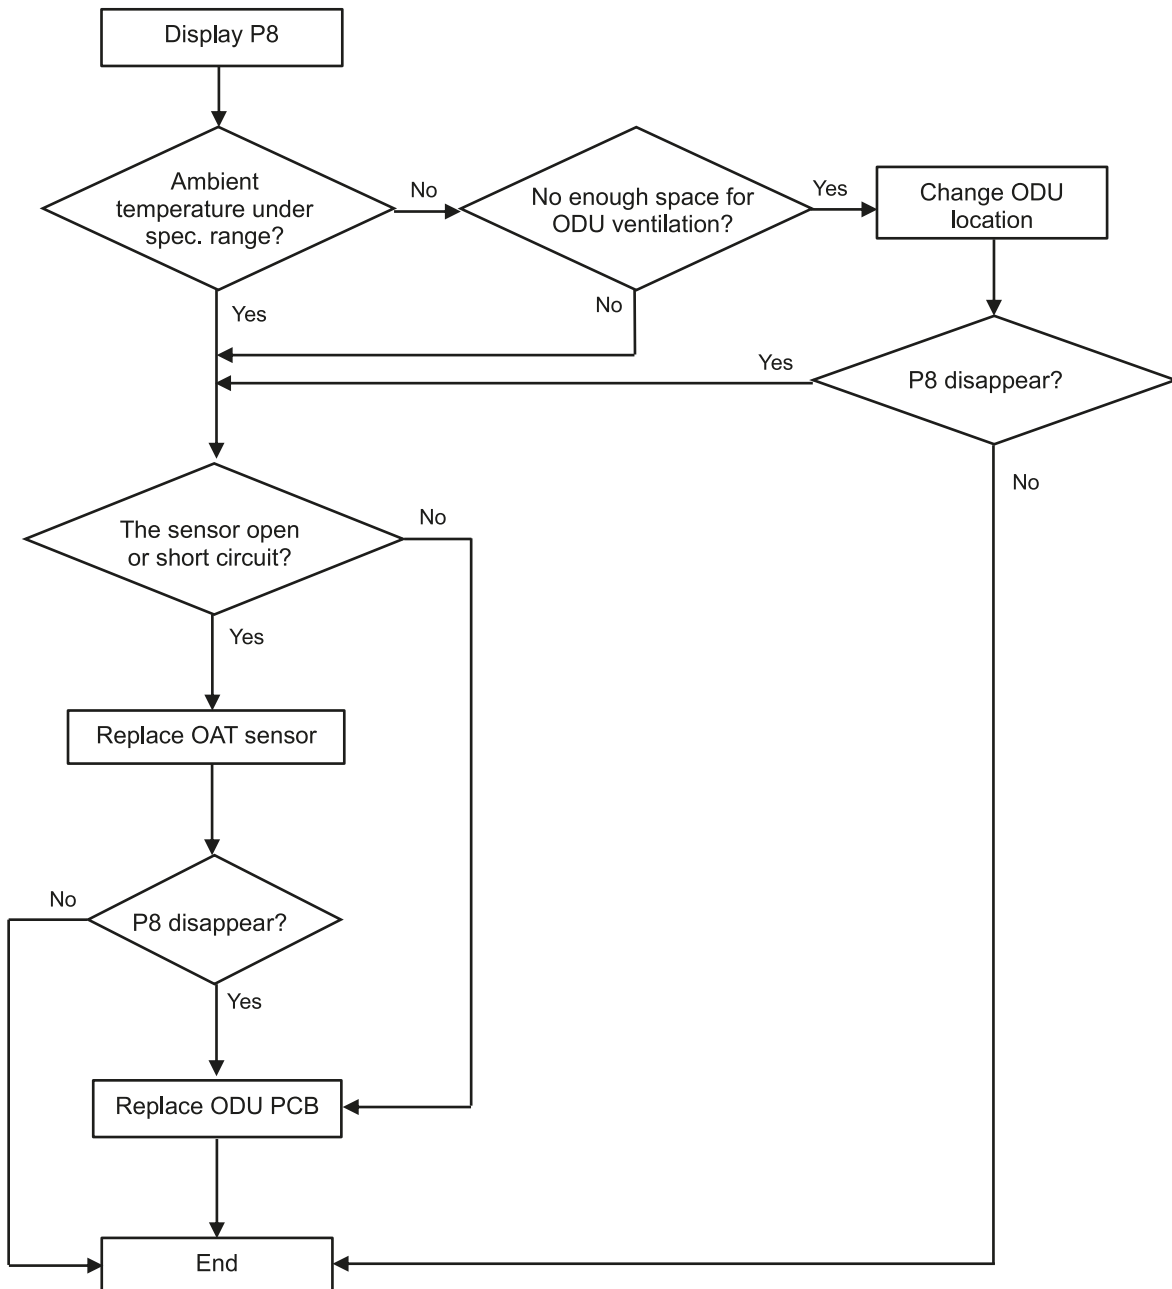 Display P8
Ambient
temperature under
spec. range?
No
No enough space for
ODU ventilation?
Yes
Change ODU
location
Yes
No
Yes
P8 disappear?
No
The sensor open
or short circuit?
No
Yes
Replace OAT sensor
No
P8 disappear?
Yes
Replace ODU PCB
End